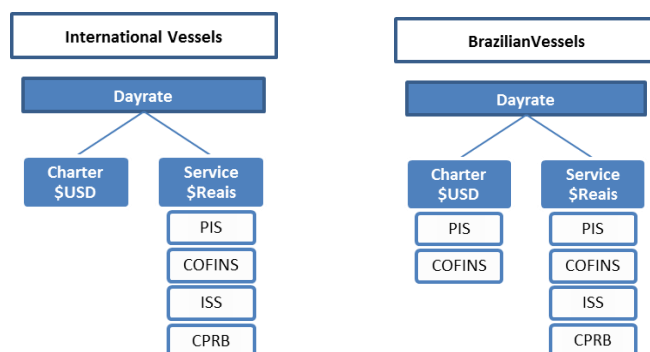 International Vessels
Dayrate
Charter
$USD
Service
$Reais
PIS
COFINS
ISS
CPRB
BrazilianVessels
Dayrate
Charter
$USD
PIS
COFINS
Service
$Reais
PIS
COFINS
ISS
CPRB